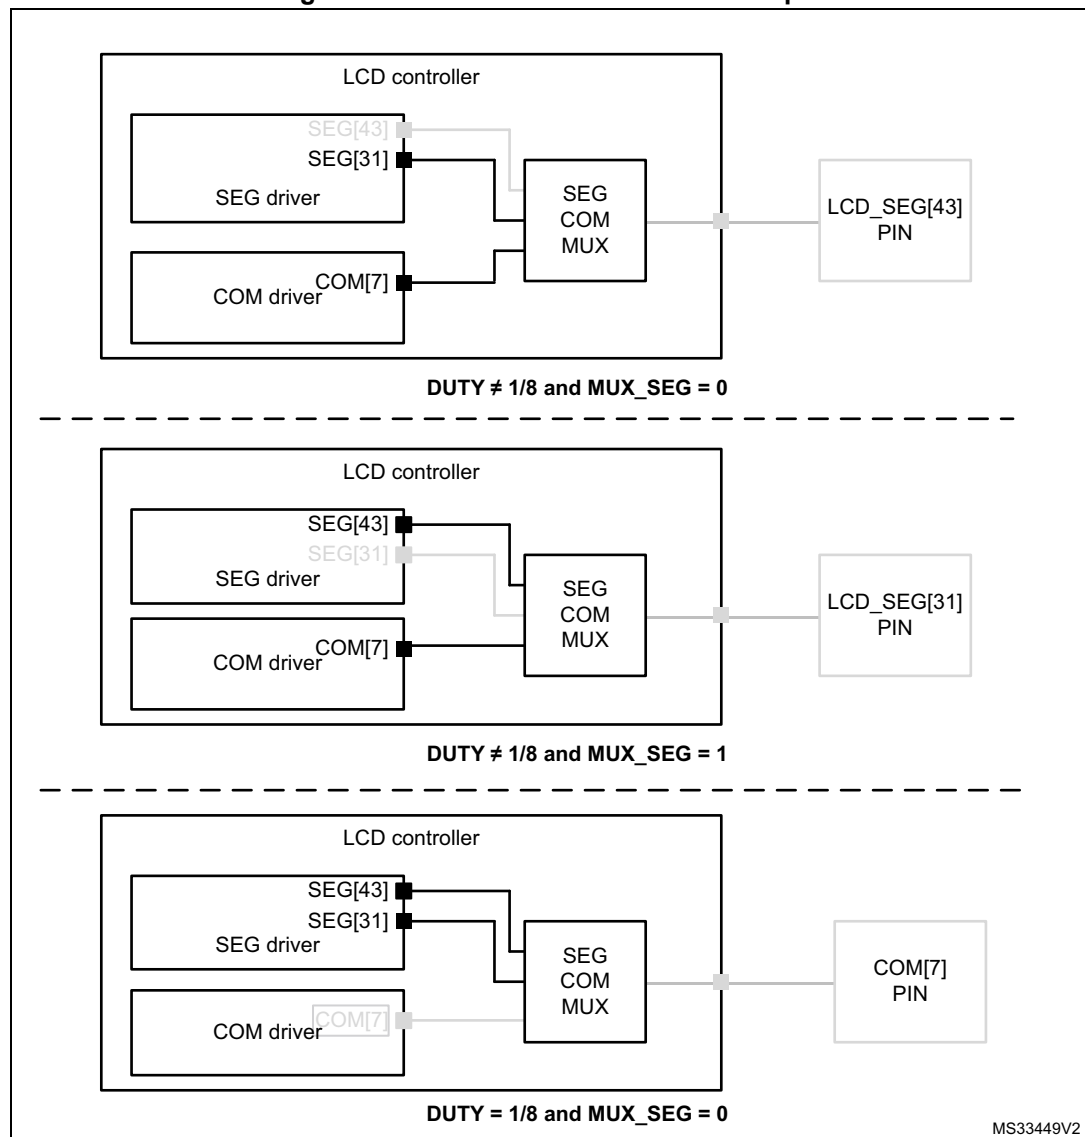 LCD controller
SEG[43]
SEG[31]
SEG driver
COM[7]
COM driver
SEG
COM
MUX
LCD_SEG[43]
PIN
DUTY ≠ 1/8 and MUX_SEG = 0
LCD controller
SEG[43]
SEG[31]
SEG driver
COM[7]
COM driver
SEG
COM
MUX
LCD_SEG[31]
PIN
DUTY ≠ 1/8 and MUX_SEG = 1
LCD controller
SEG[43]
SEG[31]
SEG driver
COM[7]
COM driver
SEG
COM
MUX
COM[7]
PIN
DUTY = 1/8 and MUX_SEG = 0
MS33449V2